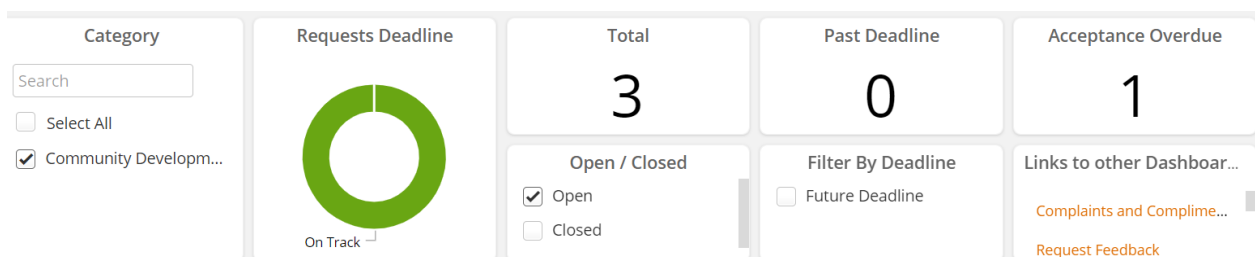 Category
Search
Select All
Community Developm...
Requests Deadline
On Track
Total
3
Open / Closed
Open
Closed
Past Deadline
0
Filter By Deadline
Future Deadline
Acceptance Overdue
1
Links to other Dashboar...
Complaints and Complime...
Request Feedback